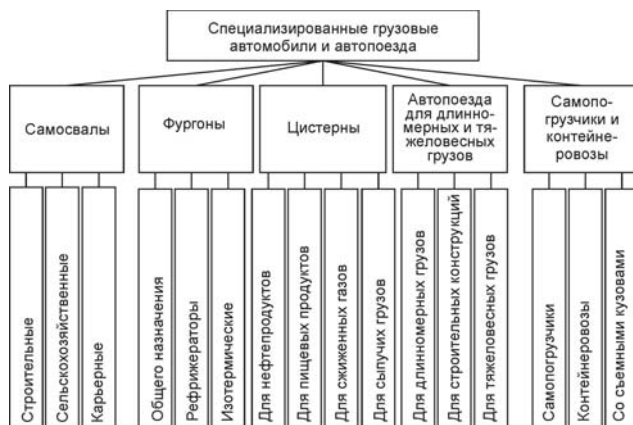 Специализированные грузовые
автомобили и автопоезда
Самосвалы
Фургоны
Цистерны
Автопоезда
для длинно-
мерных и тя-
желовесных
грузов
Самопо-
грузчики и
контейне-
ровозы
Строительные
Сельскохозяйственные
Карьерные
Общего назначения
Рефрижераторы
Изотермические
Для нефтепродуктов
Для пищевых продуктов
Для сжиженных газов
Для сыпучих грузов
Для длинномерных грузов
Для строительных конструкций
Для тяжеловесных грузов
Самопогрузчики
Контейнеровозы
Со съемными кузовами